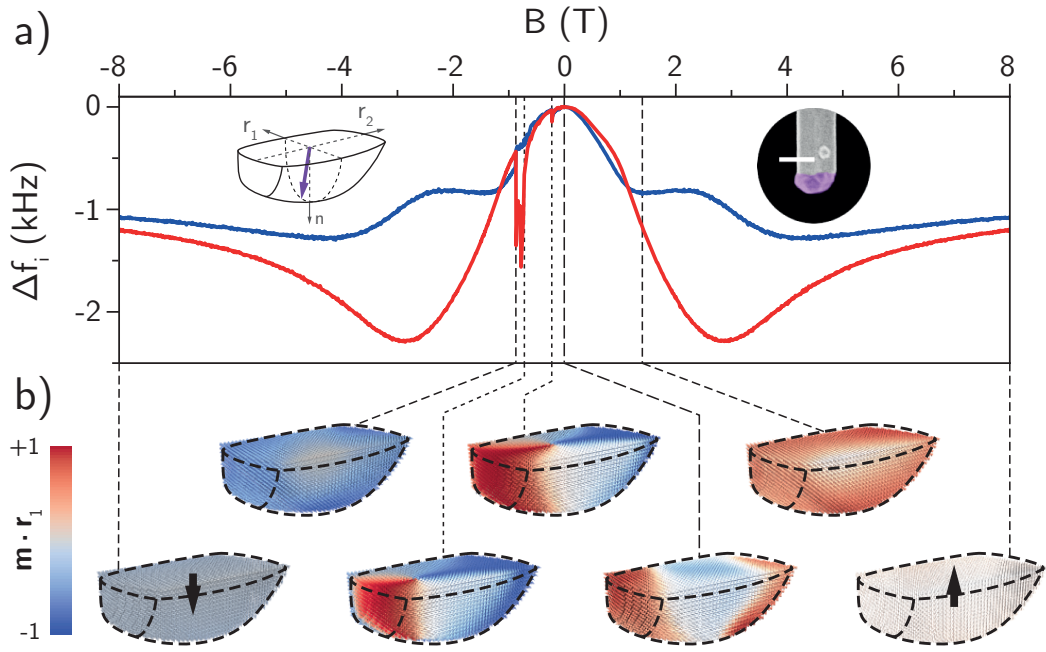 a)
B (T)
-8 -6 -4 -2 0 2 4 6 8
0
-1
-2
Δf_i (kHz)
r_1
r_2
n
b)
+1
-1
m · r_1